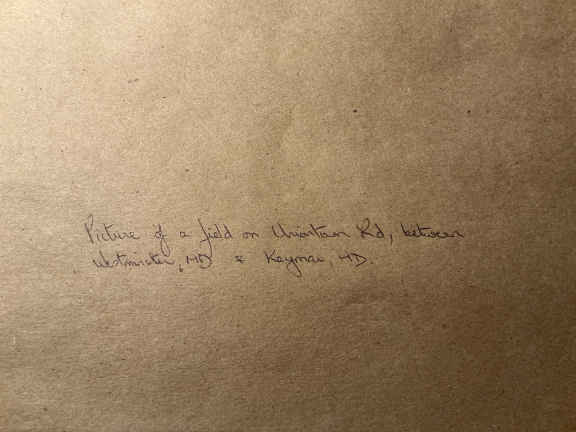 Picture of a field on Uniontown Rd, between
Westminster, MD & Keymar, MD.